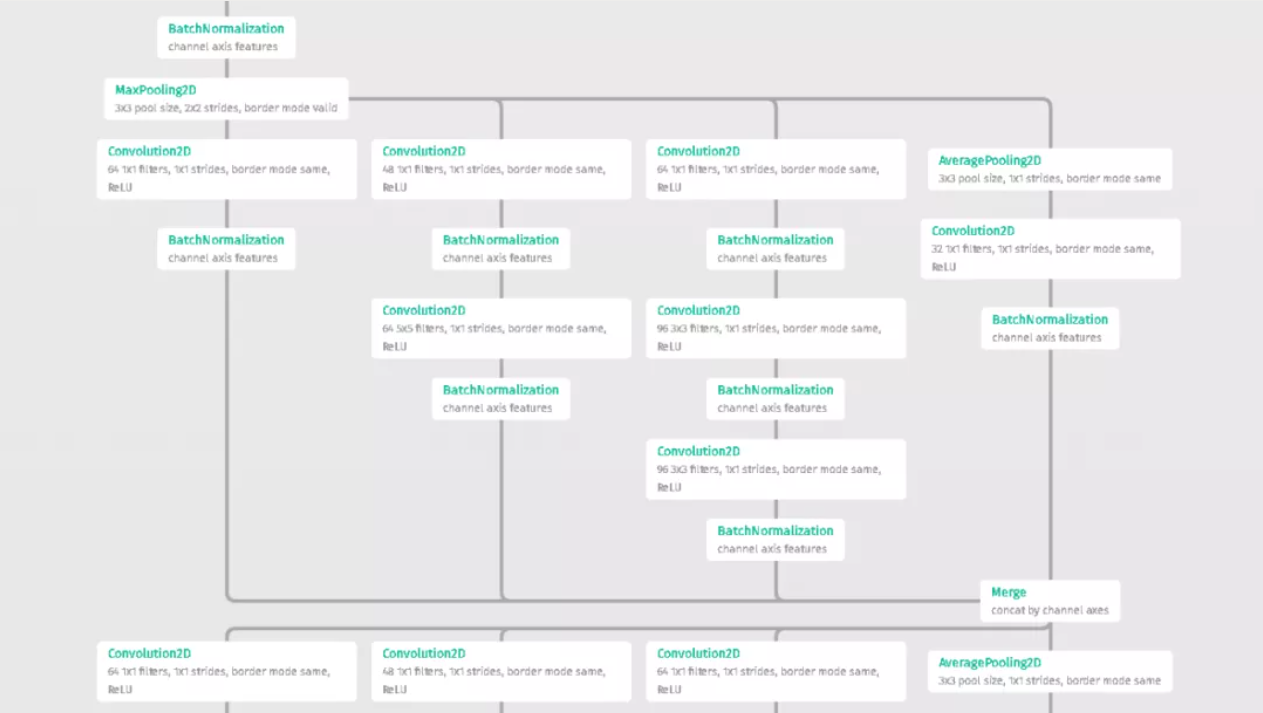 BatchNormalization
channel axis features
MaxPooling2D
3x3 pool size, 2x2 strides, border mode valid
Convolution2D
64 1x1 filters, 1x1 strides, border mode same,
ReLU
Convolution2D
48 1x1 filters, 1x1 strides, border mode same,
ReLU
Convolution2D
64 1x1 filters, 1x1 strides, border mode same,
ReLU
AveragePooling2D
3x3 pool size, 1x1 strides, border mode same
BatchNormalization
channel axis features
BatchNormalization
channel axis features
BatchNormalization
channel axis features
Convolution2D
32 1x1 filters, 1x1 strides, border mode same,
ReLU
Convolution2D
64 5x5 filters, 1x1 strides, border mode same,
ReLU
Convolution2D
96 3x3 filters, 1x1 strides, border mode same,
ReLU
BatchNormalization
channel axis features
BatchNormalization
channel axis features
BatchNormalization
channel axis features
Convolution2D
96 3x3 filters, 1x1 strides, border mode same,
ReLU
BatchNormalization
channel axis features
Merge
concat by channel axes
Convolution2D
64 1x1 filters, 1x1 strides, border mode same,
ReLU
Convolution2D
48 1x1 filters, 1x1 strides, border mode same,
ReLU
Convolution2D
64 1x1 filters, 1x1 strides, border mode same,
ReLU
AveragePooling2D
3x3 pool size, 1x1 strides, border mode same